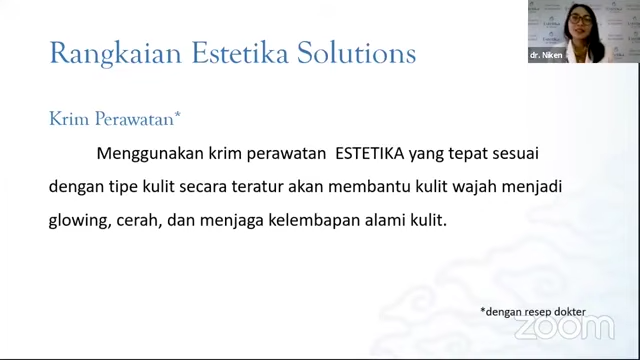 Rangkaian Estetika Solutions
dr. Niken
Krim Perawatan*
Menggunakan krim perawatan ESTETIKA yang tepat sesuai
dengan tipe kulit secara teratur akan membantu kulit wajah menjadi
glowing, cerah, dan menjaga kelembapan alami kulit.
*dengan resep dokter
zoom